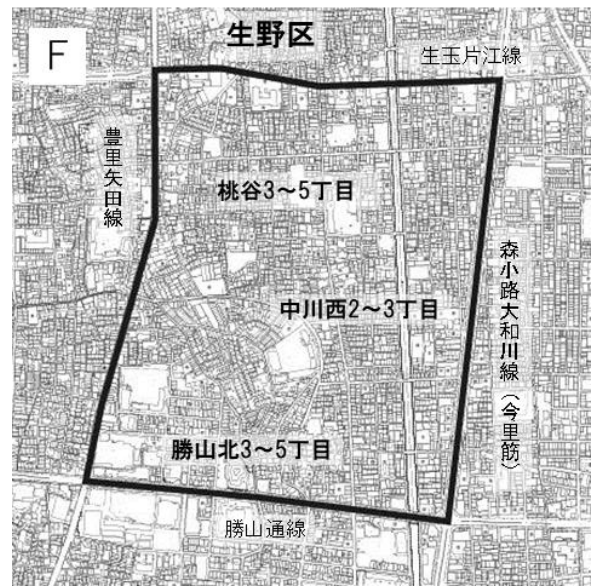 F
生野区
生玉片江線
豊里矢田線
桃谷3～5丁目
中川西2～3丁目
森小路大和川線（今里筋）
勝山北3～5丁目
勝山通線